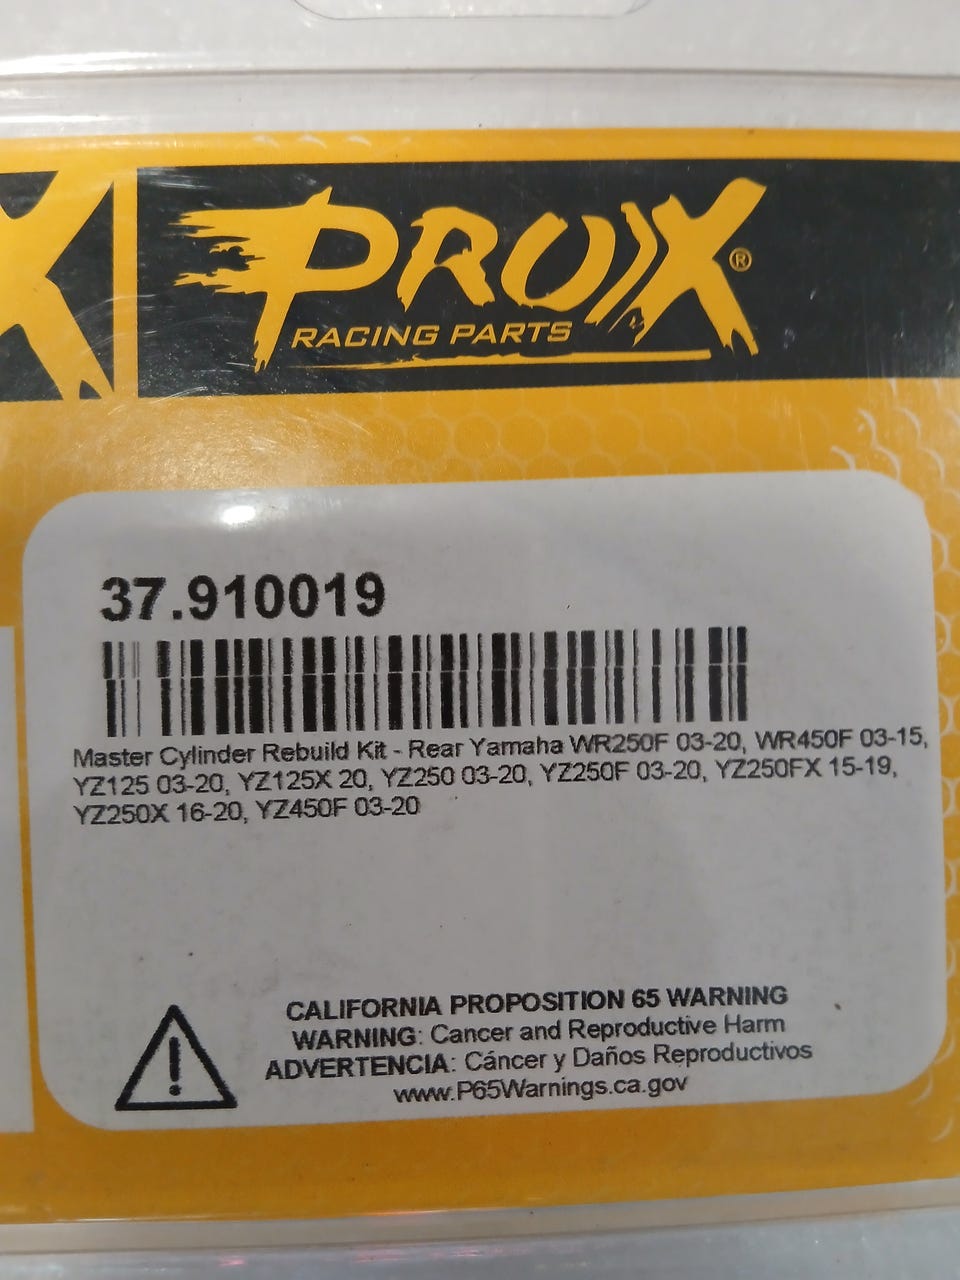 PROX®
RACING PARTS
37.910019
Master Cylinder Rebuild Kit - Rear Yamaha WR250F 03-20, WR450F 03-15,
YZ125 03-20, YZ125X 20, YZ250 03-20, YZ250F 03-20, YZ250FX 15-19,
YZ250X 16-20, YZ450F 03-20
CALIFORNIA PROPOSITION 65 WARNING
WARNING: Cancer and Reproductive Harm
ADVERTENCIA: Cáncer y Daños Reproductivos
www.P65Warnings.ca.gov